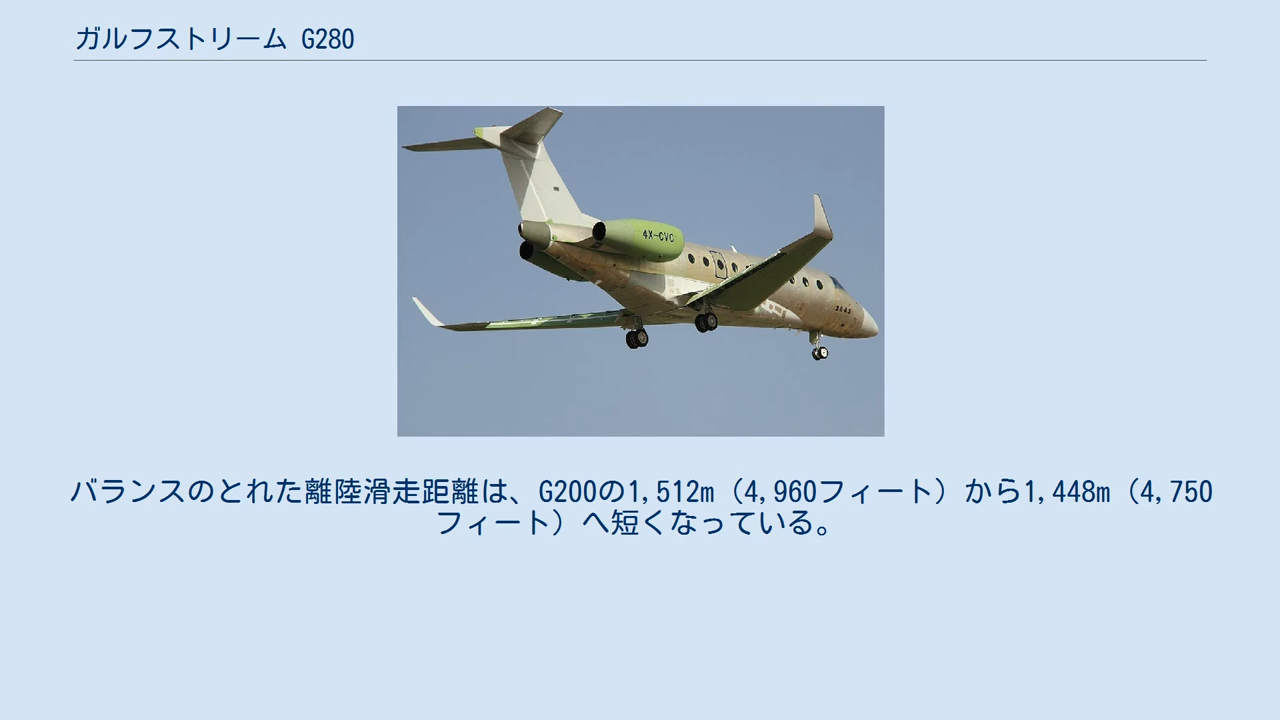 ガルフストリーム G280
4X-CVC
バランスのとれた離陸滑走距離は、G200の1,512m（4,960フィート）から1,448m（4,750
フィート）へ短くなっている。